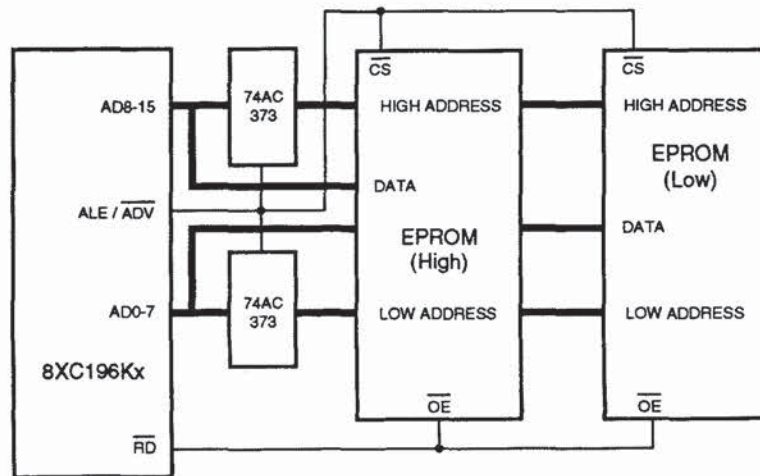 AD8-15
ALE / ADV
AD0-7
8XC196Kx
RD
74AC
373
74AC
373
CS
HIGH ADDRESS
DATA
EPROM
(High)
LOW ADDRESS
OE
CS
HIGH ADDRESS
EPROM
(Low)
DATA
LOW ADDRESS
OE